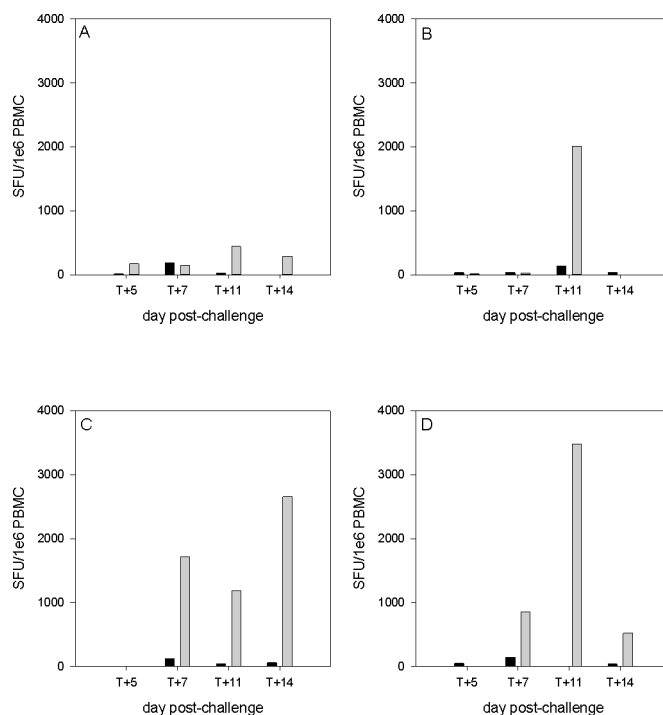 A
4000
3000
2000
1000
0
SFU/1e6 PBMC
T+5 T+7 T+11 T+14
day post-challenge
B
4000
3000
2000
1000
0
SFU/1e6 PBMC
T+5 T+7 T+11 T+14
day post-challenge
C
4000
3000
2000
1000
0
SFU/1e6 PBMC
T+5 T+7 T+11 T+14
day post-challenge
D
4000
3000
2000
1000
0
SFU/1e6 PBMC
T+5 T+7 T+11 T+14
day post-challenge